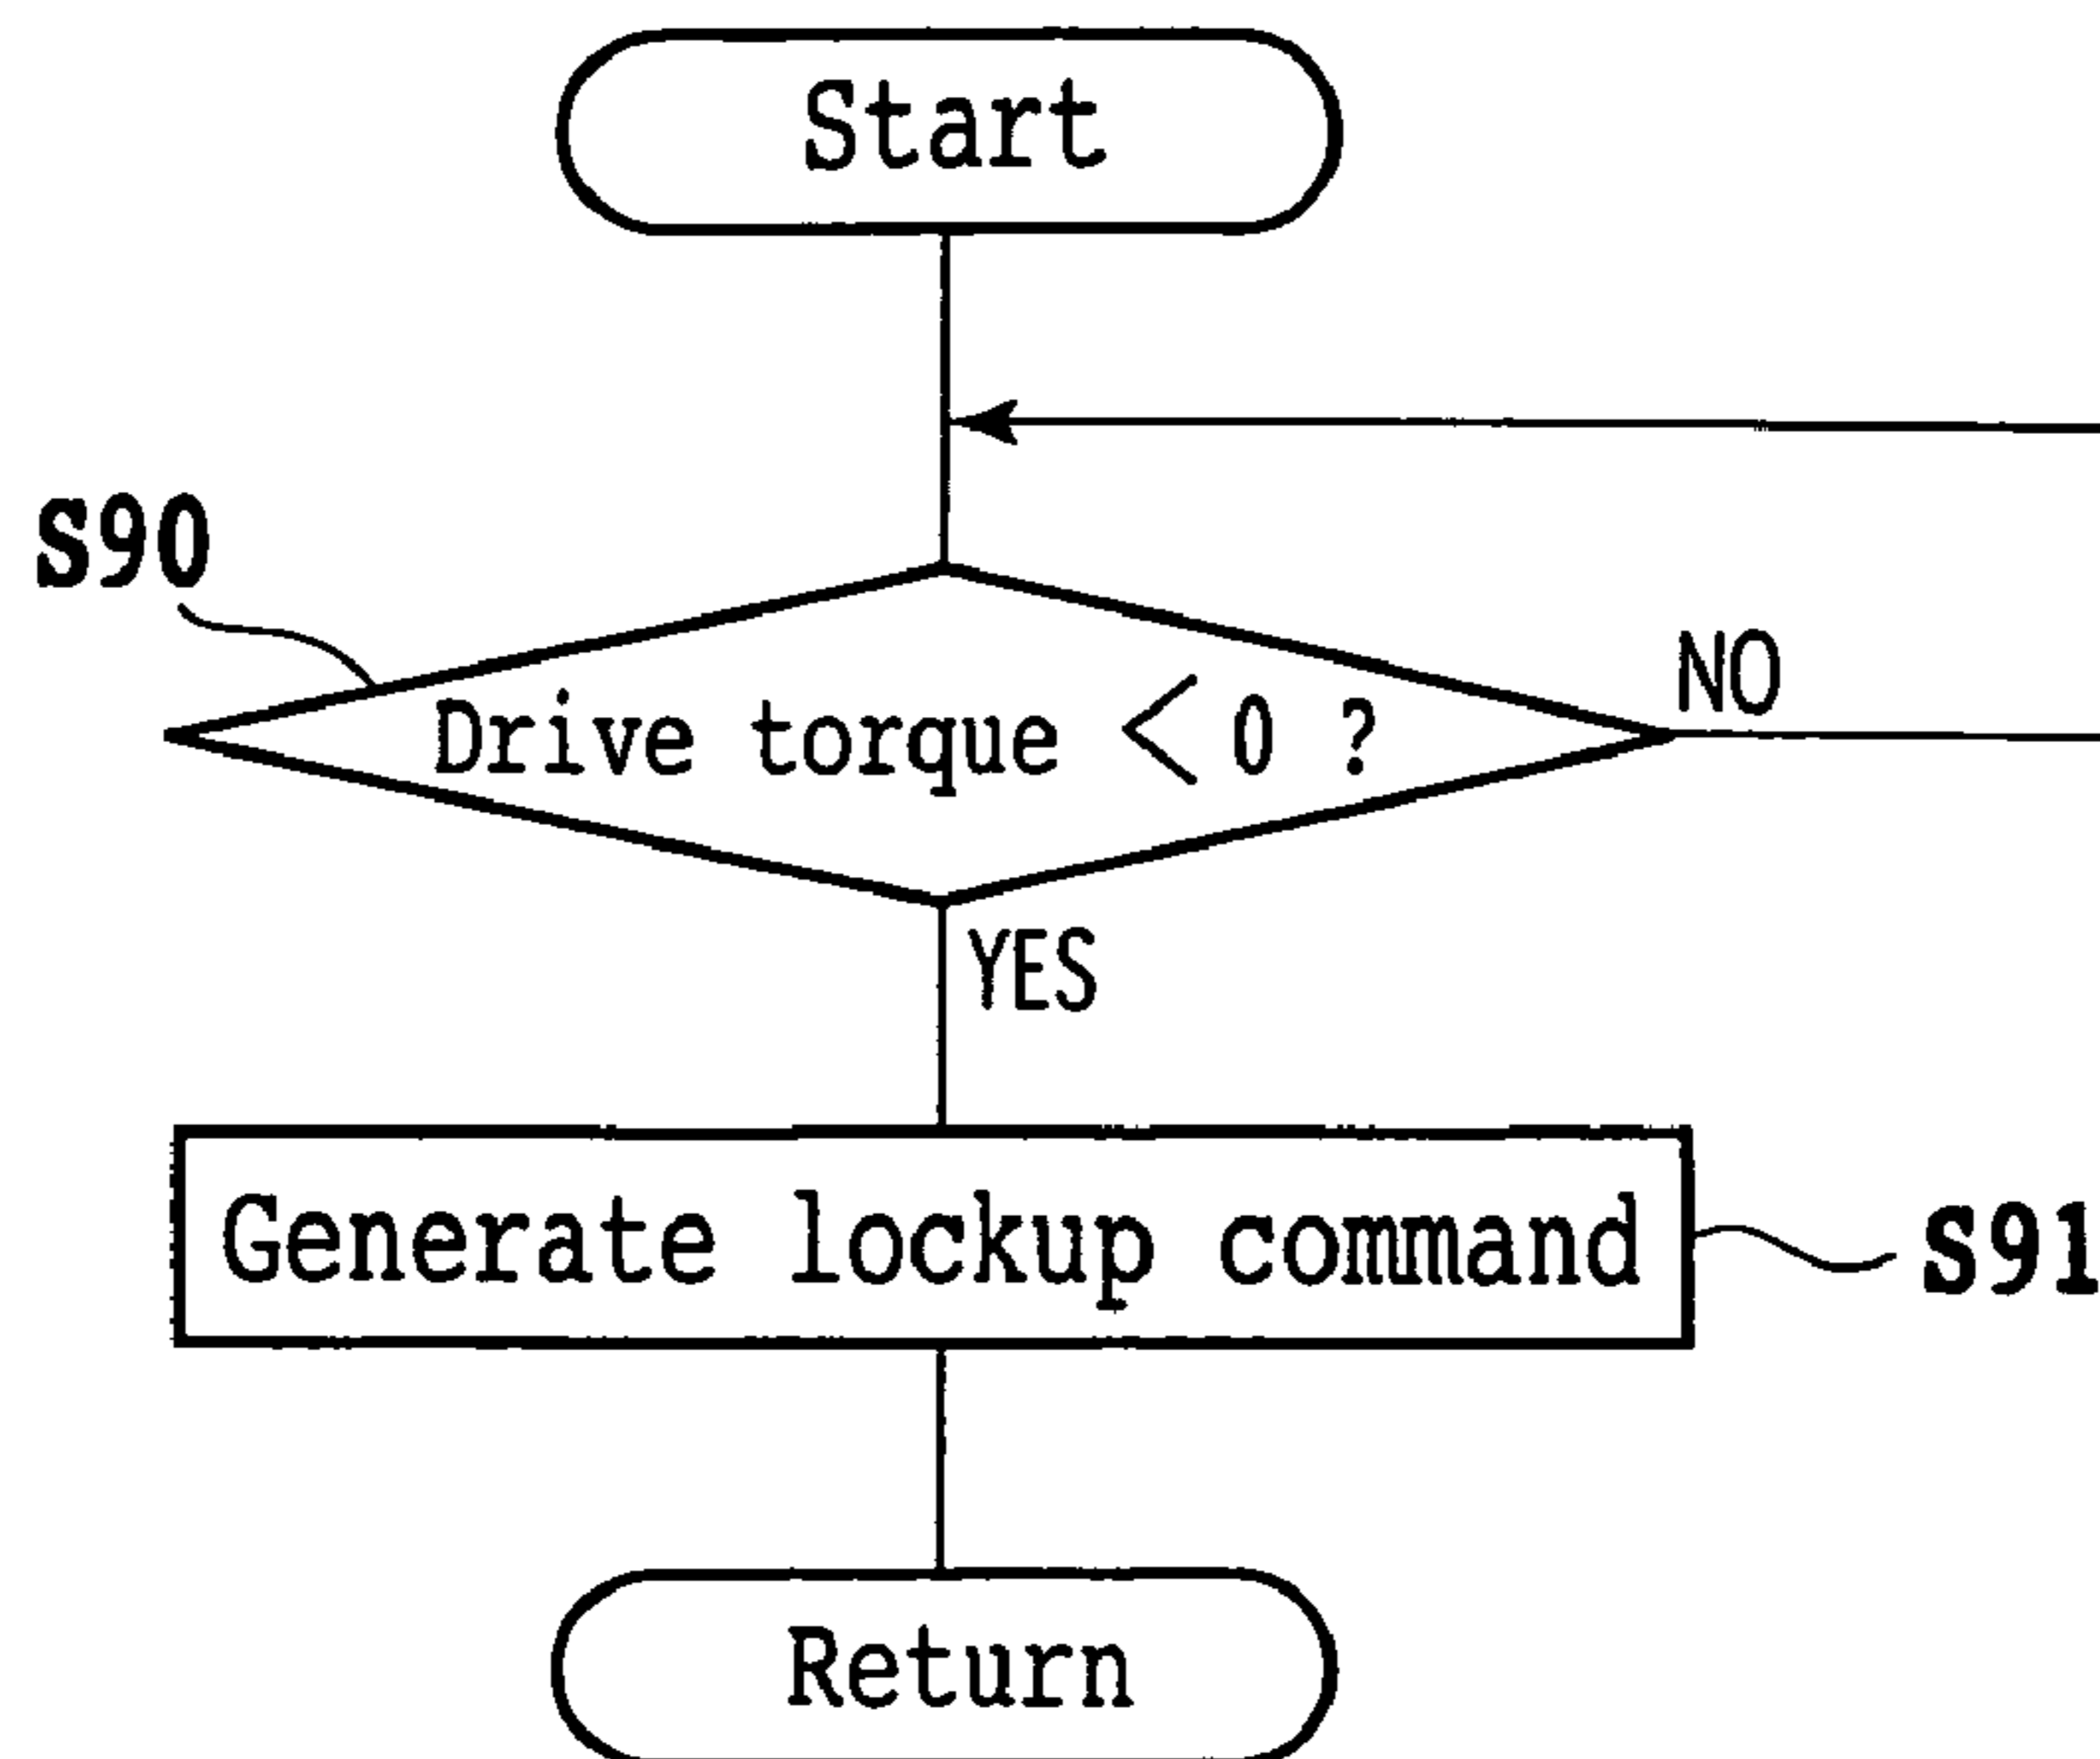 Start
S90
NO
Drive torque < 0 ?
YES
Generate lockup command
S91
Return